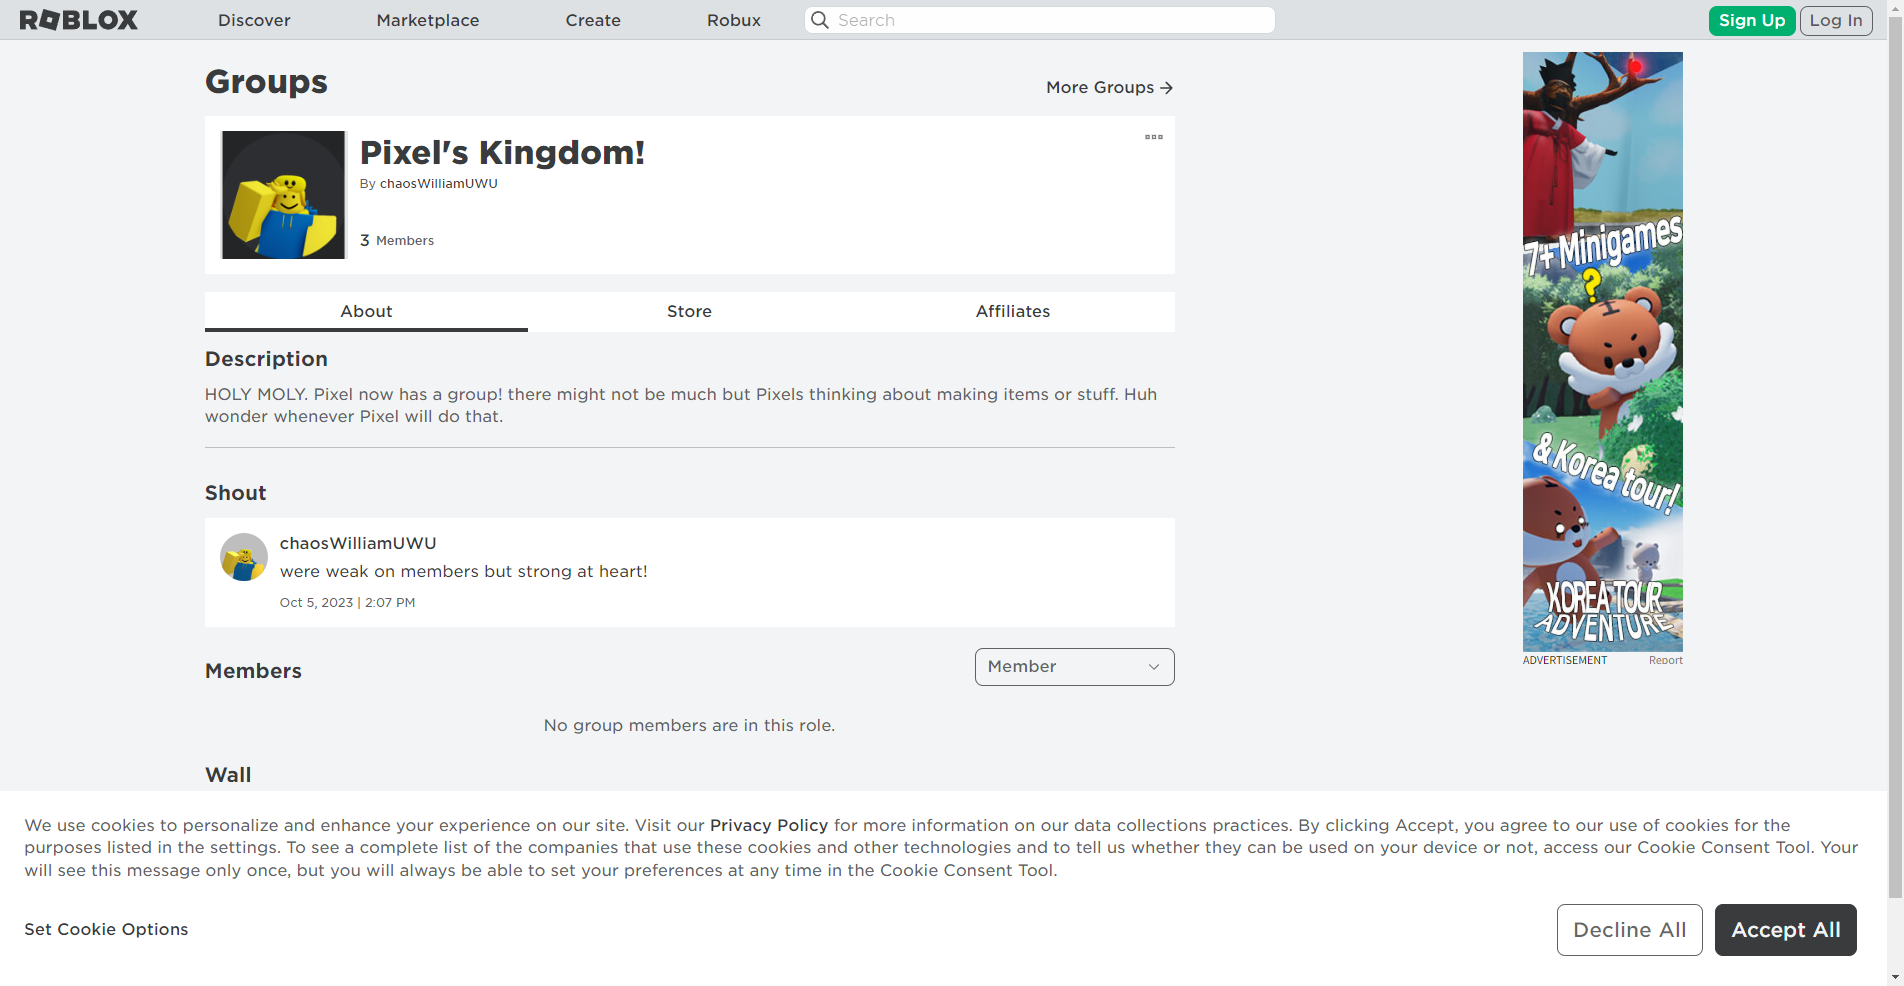 ROBLOX
Discover
Marketplace
Create
Robux
Search
Sign Up
Log In
Groups
More Groups
Pixel's Kingdom!
By chaosWilliamUWU
3 Members
About
Store
Affiliates
Description
HOLY MOLY. Pixel now has a group! there might not be much but Pixels thinking about making items or stuff. Huh
wonder whenever Pixel will do that.
Shout
chaosWilliamUWU
were weak on members but strong at heart!
Oct 5, 2023 | 2:07 PM
Members
Member
No group members are in this role.
Wall
7+ Minigames
?
& Korea tour!
KOREA TOUR
ADVENTURE
ADVERTISEMENT
Report
We use cookies to personalize and enhance your experience on our site. Visit our Privacy Policy for more information on our data collections practices. By clicking Accept, you agree to our use of cookies for the
purposes listed in the settings. To see a complete list of the companies that use these cookies and other technologies and to tell us whether they can be used on your device or not, access our Cookie Consent Tool. Your
will see this message only once, but you will always be able to set your preferences at any time in the Cookie Consent Tool.
Set Cookie Options
Decline All
Accept All